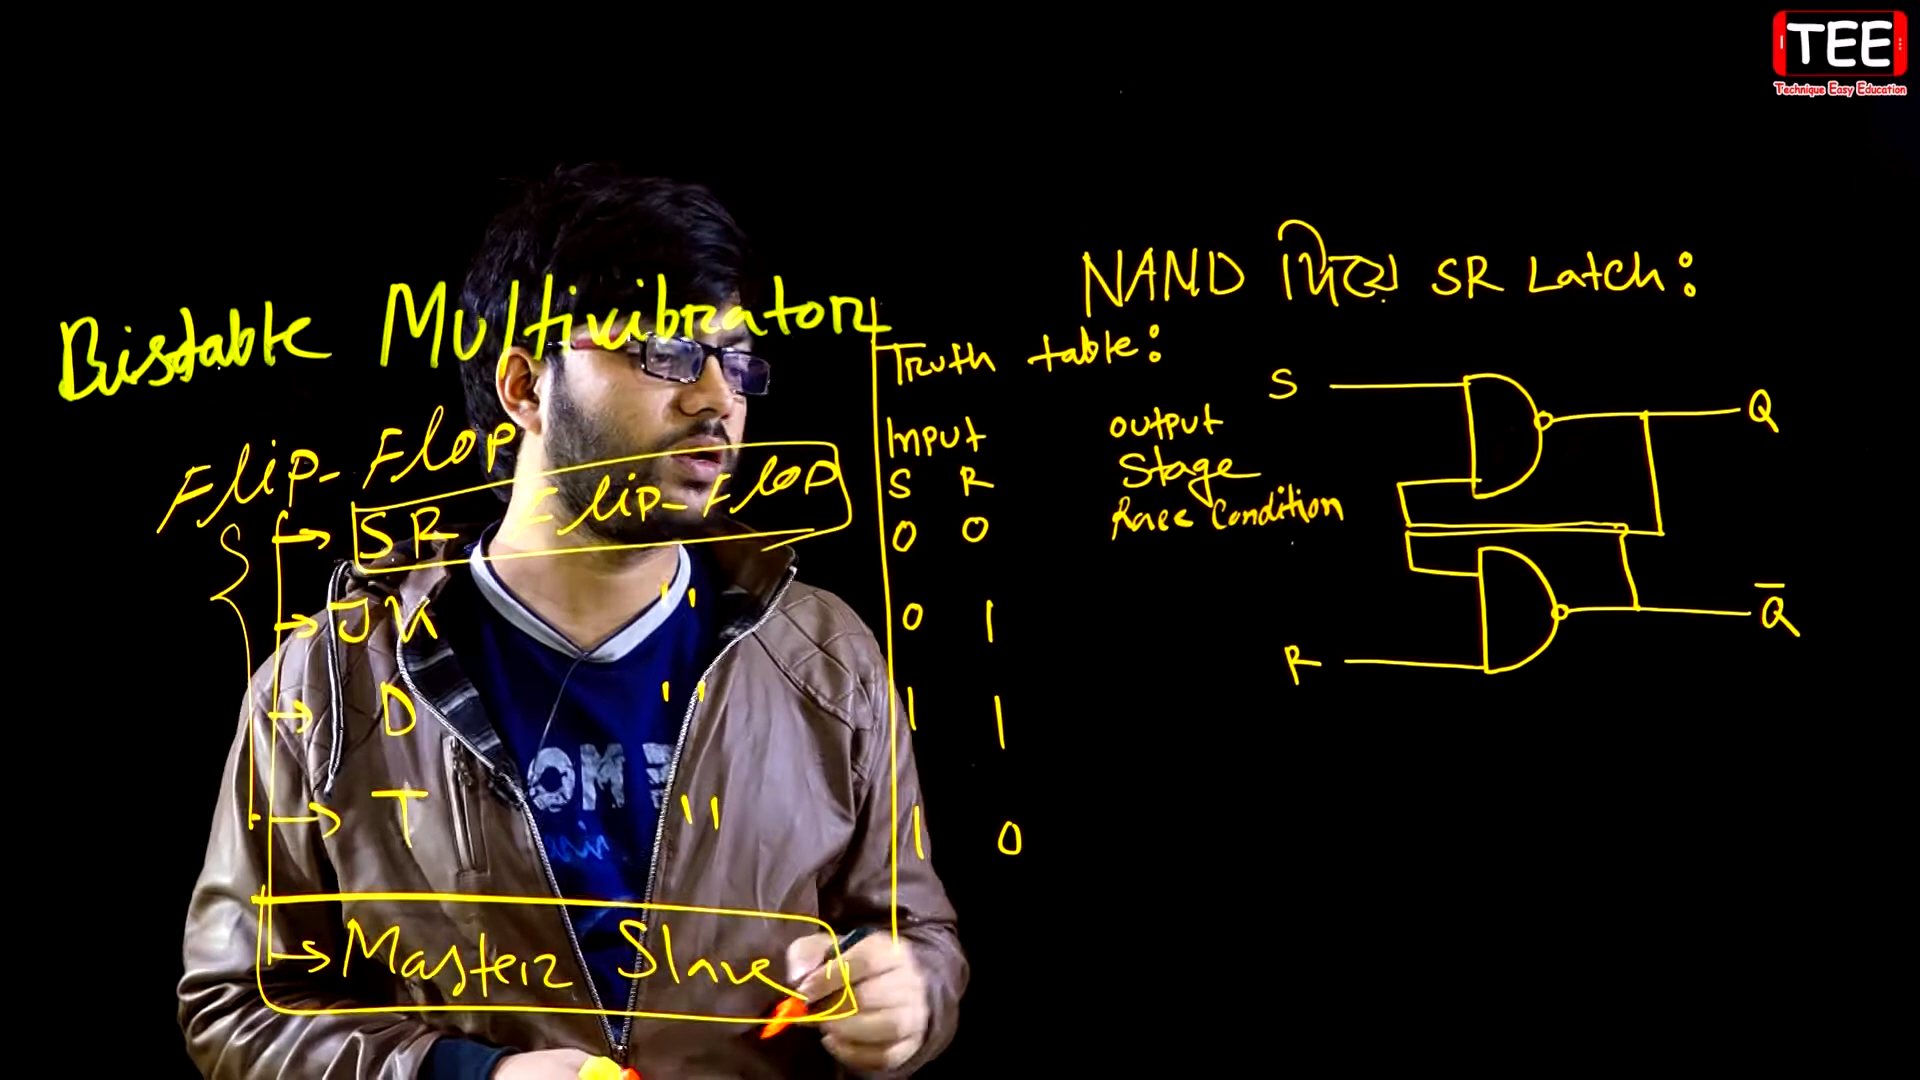 TEE
Technique Easy Education
Bistable Multivibrator
Flip-Flop
SR Flip-Flop
JK "
D "
T "
Master Slave
NAND দিয়ে SR Latch:
Truth table:
Input
S R
output
Stage
0 0 Race Condition
0 1
1 1
1 0
S
Q
R
Q̅